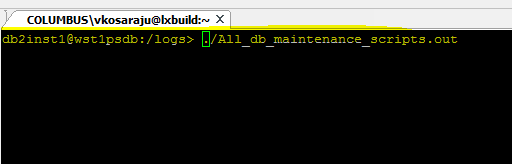 COLUMBUS\vkosaraju@lxbuild:~ ×
db2inst1@wst1psdb:/logs> ./All_db_maintenance_scripts.out